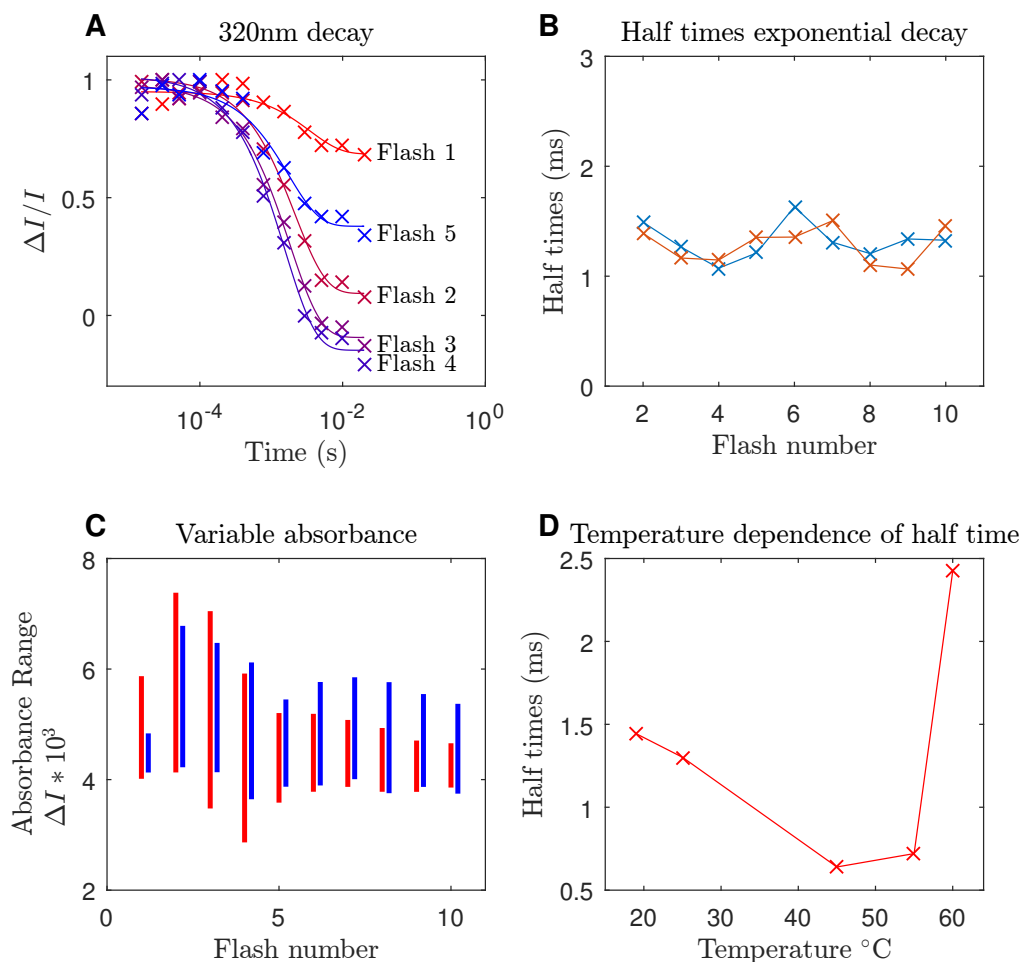 A
320nm decay
1
0.5
0
ΔI/I
Flash 1
Flash 5
Flash 2
Flash 3
Flash 4
10⁻⁴
10⁻²
10⁰
Time (s)
B
Half times exponential decay
3
2
1
0
Half times (ms)
2
4
6
8
10
Flash number
C
Variable absorbance
8
6
4
2
Absorbance Range
ΔI * 10³
0
5
10
Flash number
D
Temperature dependence of half time
2.5
2
1.5
1
0.5
Half times (ms)
20
30
40
50
60
Temperature °C